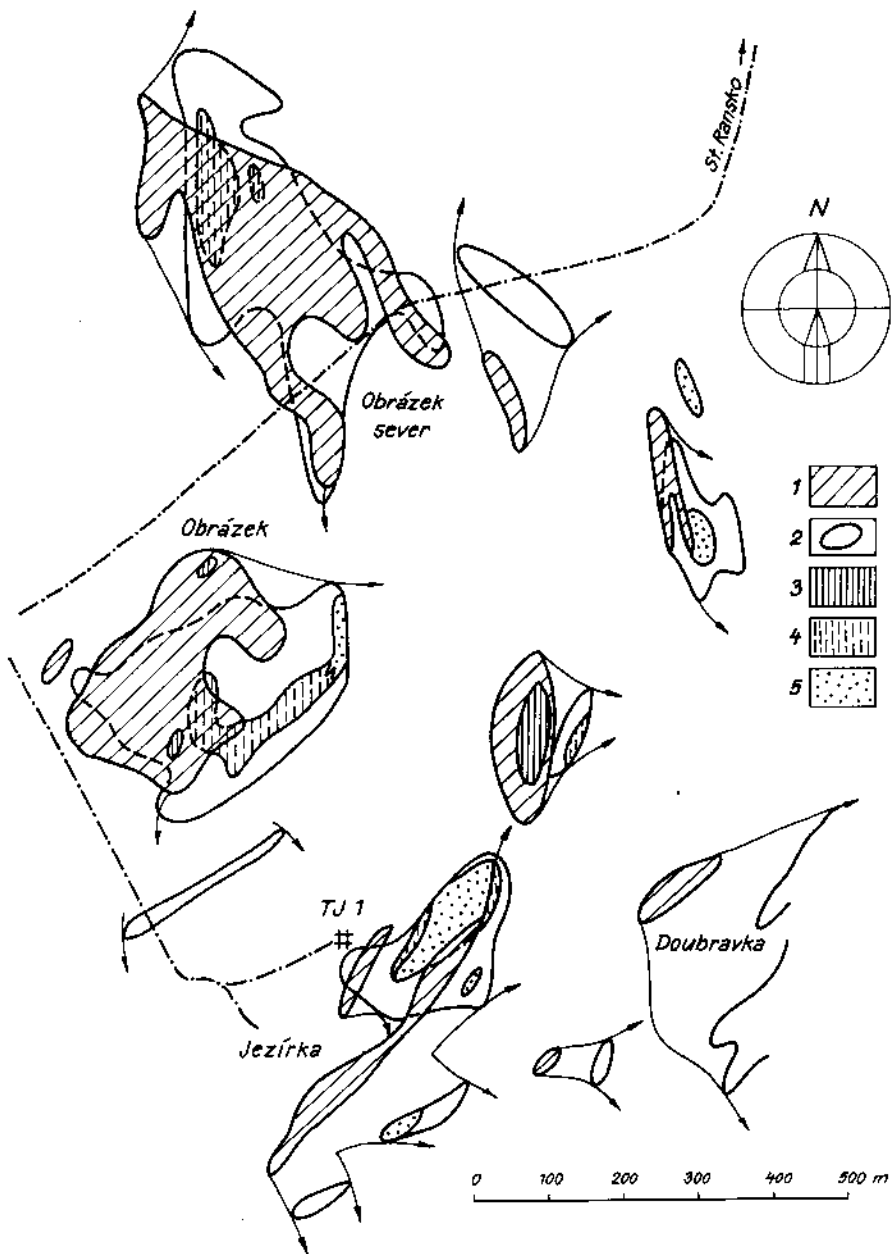 St. Ransko
N
Obrázek
sever
1
2
3
4
5
Obrázek
TJ 1
Doubravka
Jezírka
0 100 200 300 400 500 m